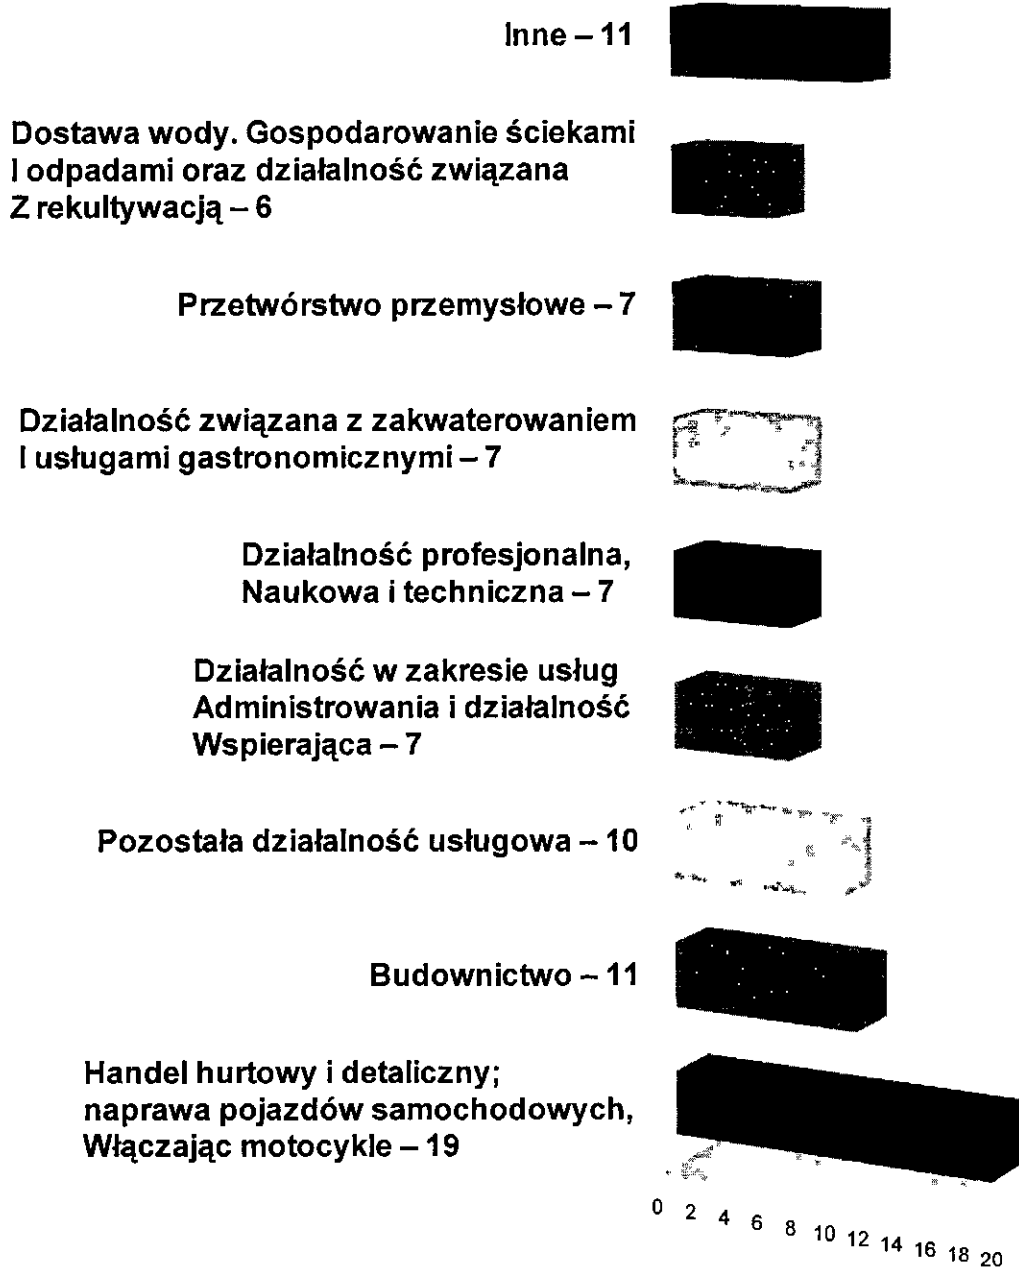 Inne – 11
Dostawa wody. Gospodarowanie ściekami
I odpadami oraz działalność związana
Z rekultywacją – 6
Przetwórstwo przemysłowe – 7
Działalność związana z zakwaterowaniem
I usługami gastronomicznymi – 7
Działalność profesjonalna,
Naukowa i techniczna – 7
Działalność w zakresie usług
Administrowania i działalność
Wspierająca – 7
Pozostała działalność usługowa – 10
Budownictwo – 11
Handel hurtowy i detaliczny;
naprawa pojazdów samochodowych,
Włączając motocykle – 19
0 2 4 6 8 10 12 14 16 18 20